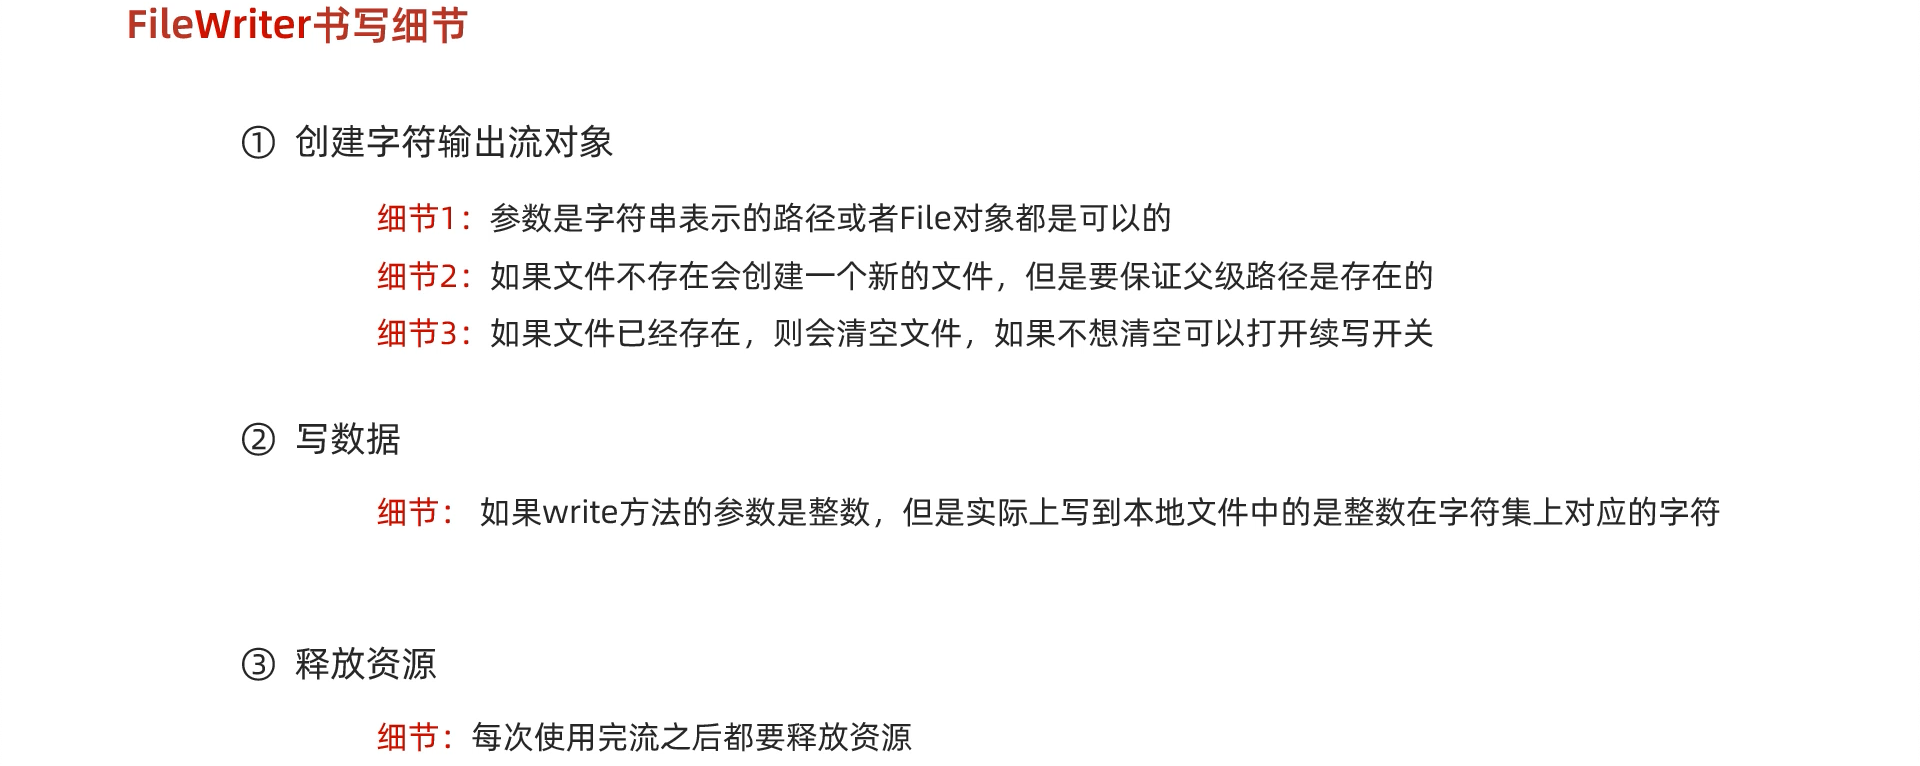 FileWriter书写细节
① 创建字符输出流对象
细节1：参数是字符串表示的路径或者File对象都是可以的
细节2：如果文件不存在会创建一个新的文件，但是要保证父级路径是存在的
细节3：如果文件已经存在，则会清空文件，如果不想清空可以打开续写开关
② 写数据
细节： 如果write方法的参数是整数，但是实际上写到本地文件中的是整数在字符集上对应的字符
③ 释放资源
细节：每次使用完流之后都要释放资源